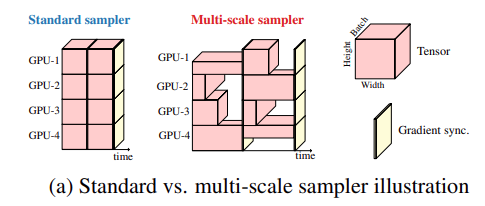 Standard sampler
Multi-scale sampler
GPU-1
GPU-2
GPU-3
GPU-4
time
GPU-1
GPU-2
GPU-3
GPU-4
time
Batch
Height
Width
Tensor
Gradient sync.
(a) Standard vs. multi-scale sampler illustration